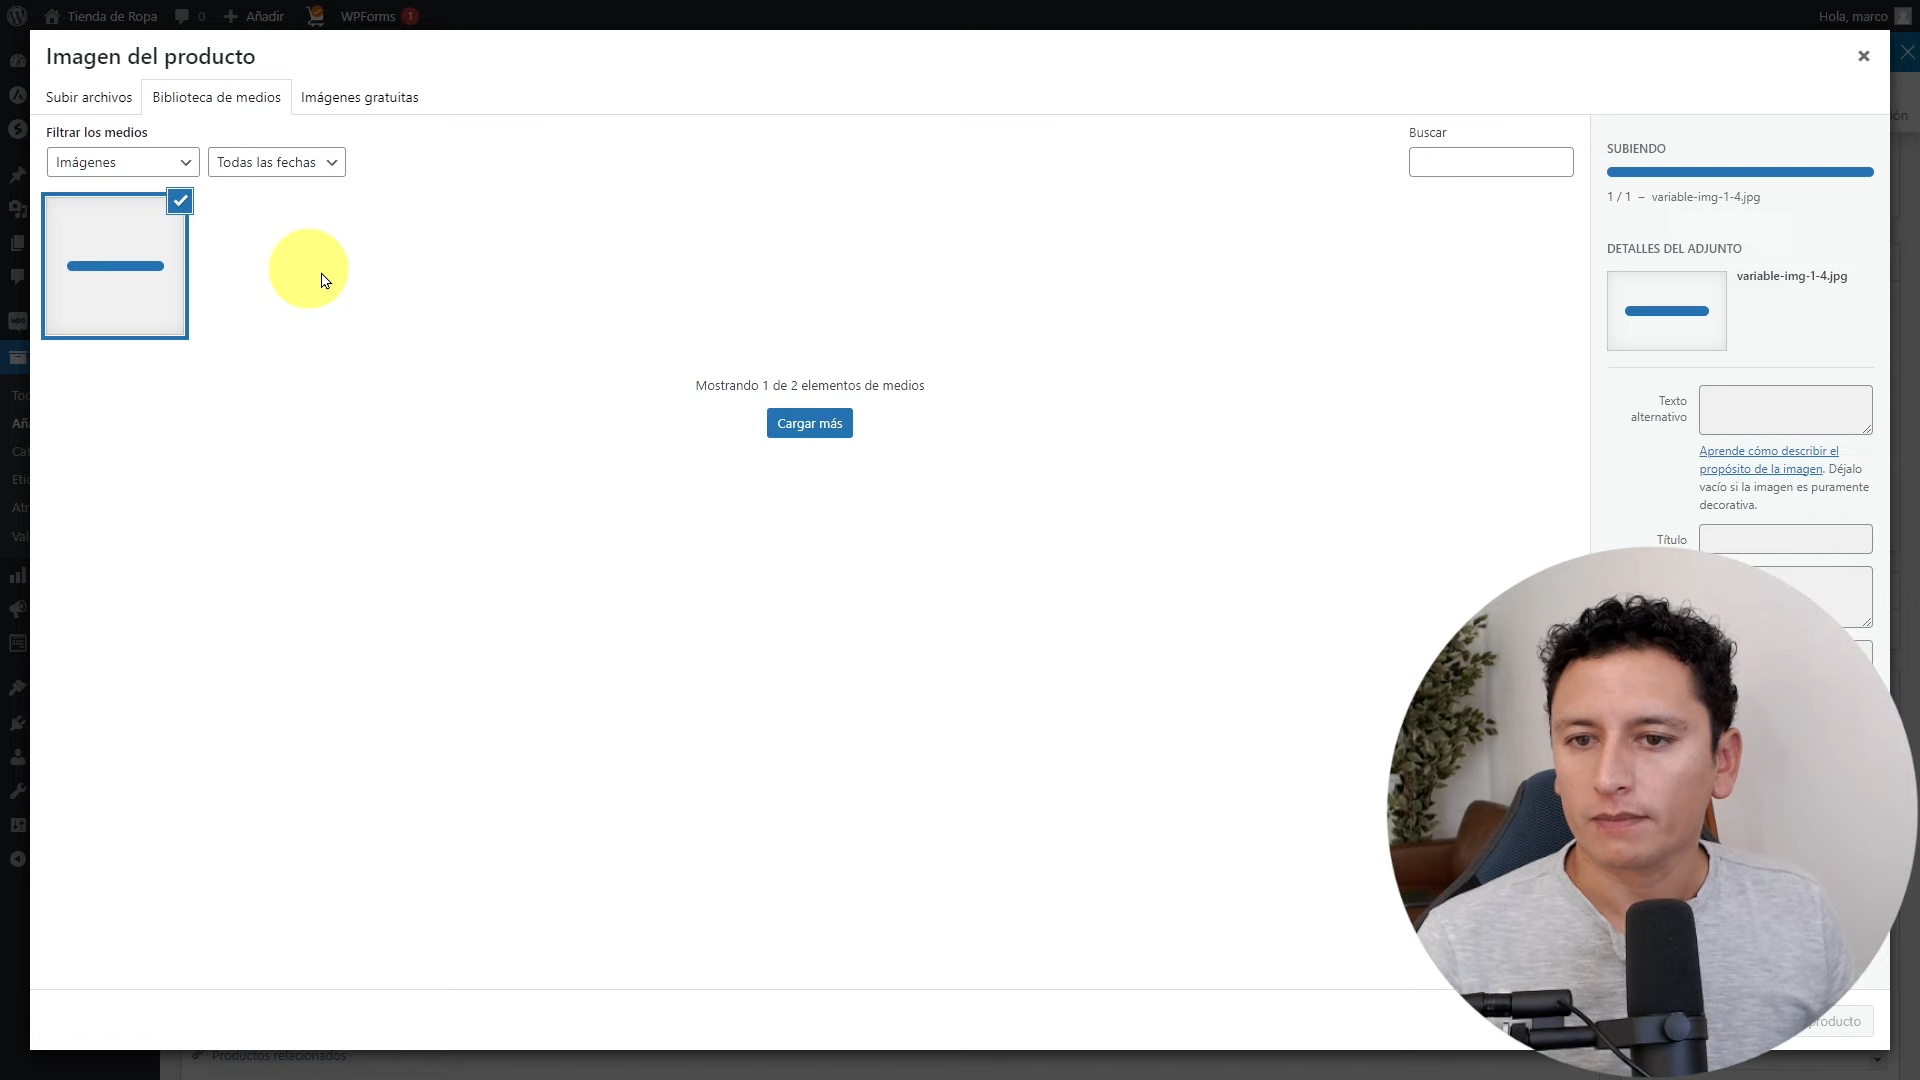 Tienda de Ropa
0
Añadir
WPForms 1
Hola, marco
Imagen del producto
Subir archivos
Biblioteca de medios
Imágenes gratuitas
Filtrar los medios
Imágenes
Todas las fechas
Buscar
SUBIENDO
1 / 1 – variable-img-1-4.jpg
DETALLES DEL ADJUNTO
variable-img-1-4.jpg
Mostrando 1 de 2 elementos de medios
Cargar más
Texto
alternativo
Aprende cómo describir el
propósito de la imagen. Déjalo
vacío si la imagen es puramente
decorativa.
Título
producto
Productos relacionados